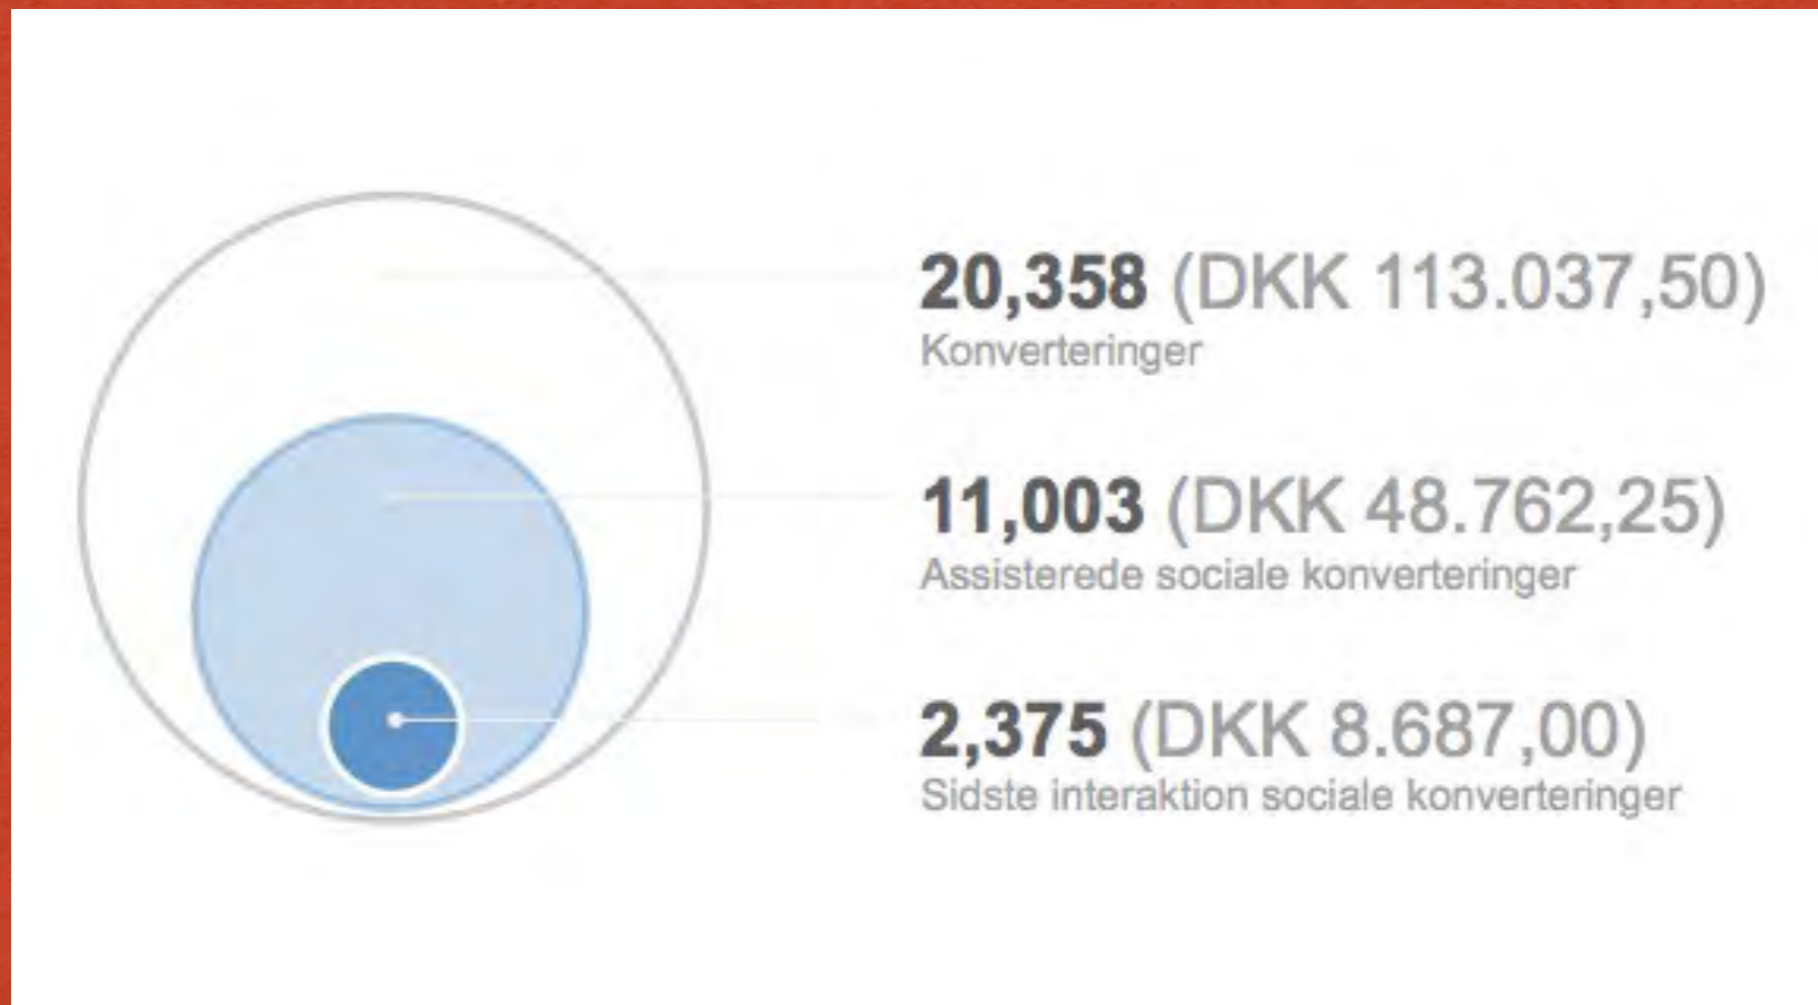 20,358 (DKK 113.037,50)
Konverteringer
11,003 (DKK 48.762,25)
Assisterede sociale konverteringer
2,375 (DKK 8.687,00)
Sidste interaktion sociale konverteringer